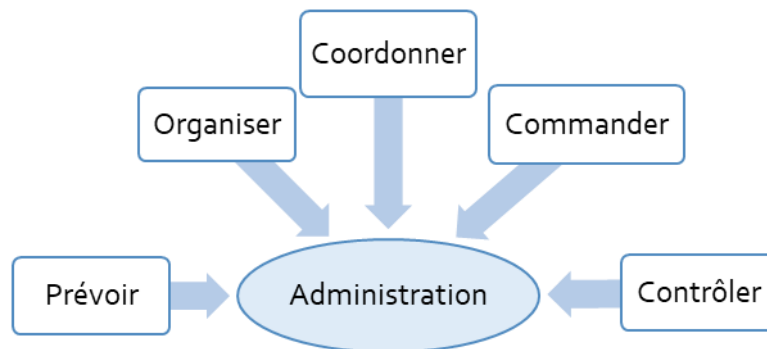 Coordonner
Organiser
Commander
Prévoir
Administration
Contrôler